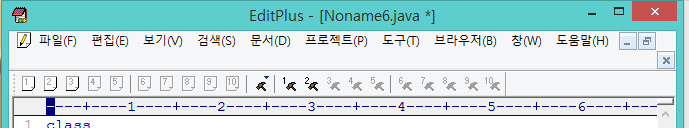 EditPlus - [Noname6.java *]
파일(F) 편집(E) 보기(V) 검색(S) 문서(D) 프로젝트(P) 도구(T) 브라우저(B) 창(W) 도움말(H)
1 2 3 4 5 6 7 8 9 10 1 2 3 4 5 6 7 8 9 10
----+----1----+----2----+----3----+----4----+----5----+----6----+---
1 class